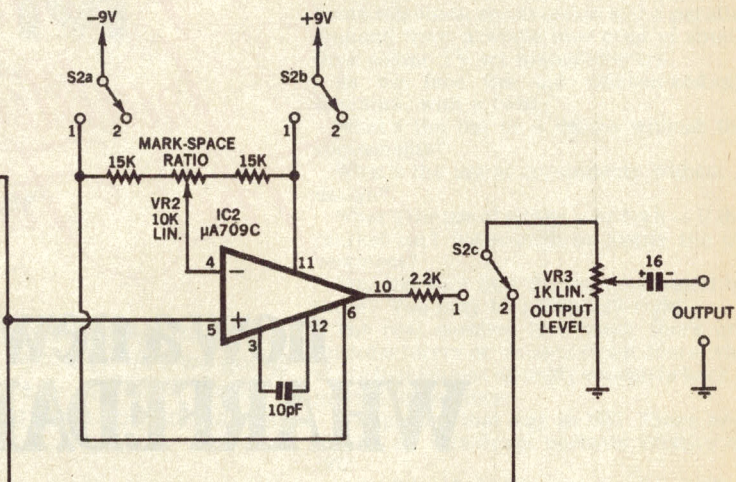 −9V
+9V
S2a
S2b
1
2
1
2
MARK-SPACE
RATIO
15K
15K
VR2
10K
LIN.
IC2
µA709C
4
−
11
5
+
3
12
6
10
10pF
2.2K
1
S2c
2
VR3
1K LIN.
OUTPUT
LEVEL
16
+
−
OUTPUT